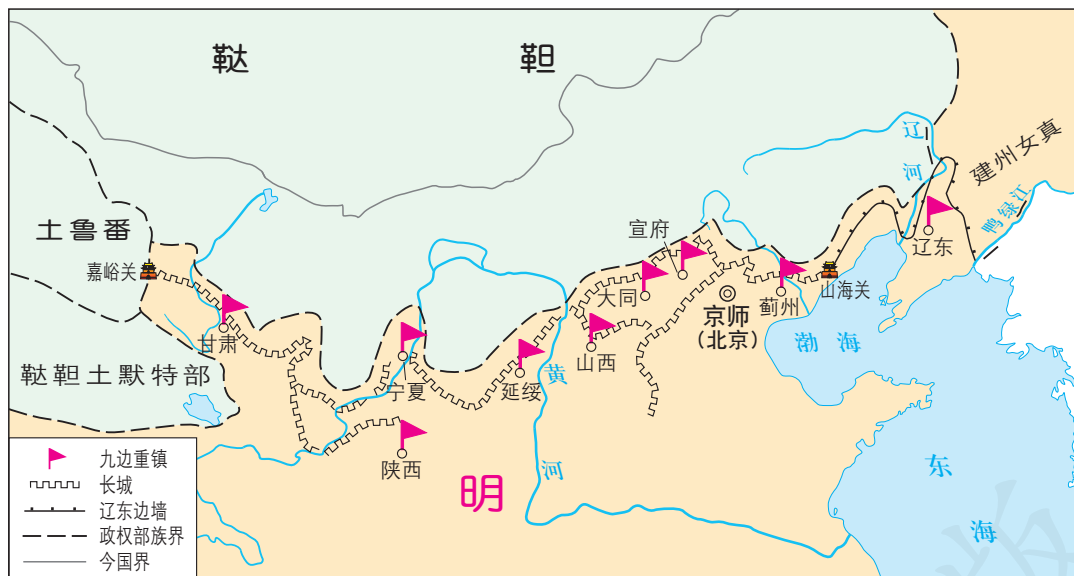 鞑靼
土鲁番
嘉峪关
甘肃
鞑靼土默特部
宁夏
陕西
延绥
黄河
明
山西
大同
宣府
京师
(北京)
蓟州
山海关
辽东
辽河
建州女真
鸭绿江
渤海
东海
九边重镇
长城
辽东边墙
政权部族界
今国界